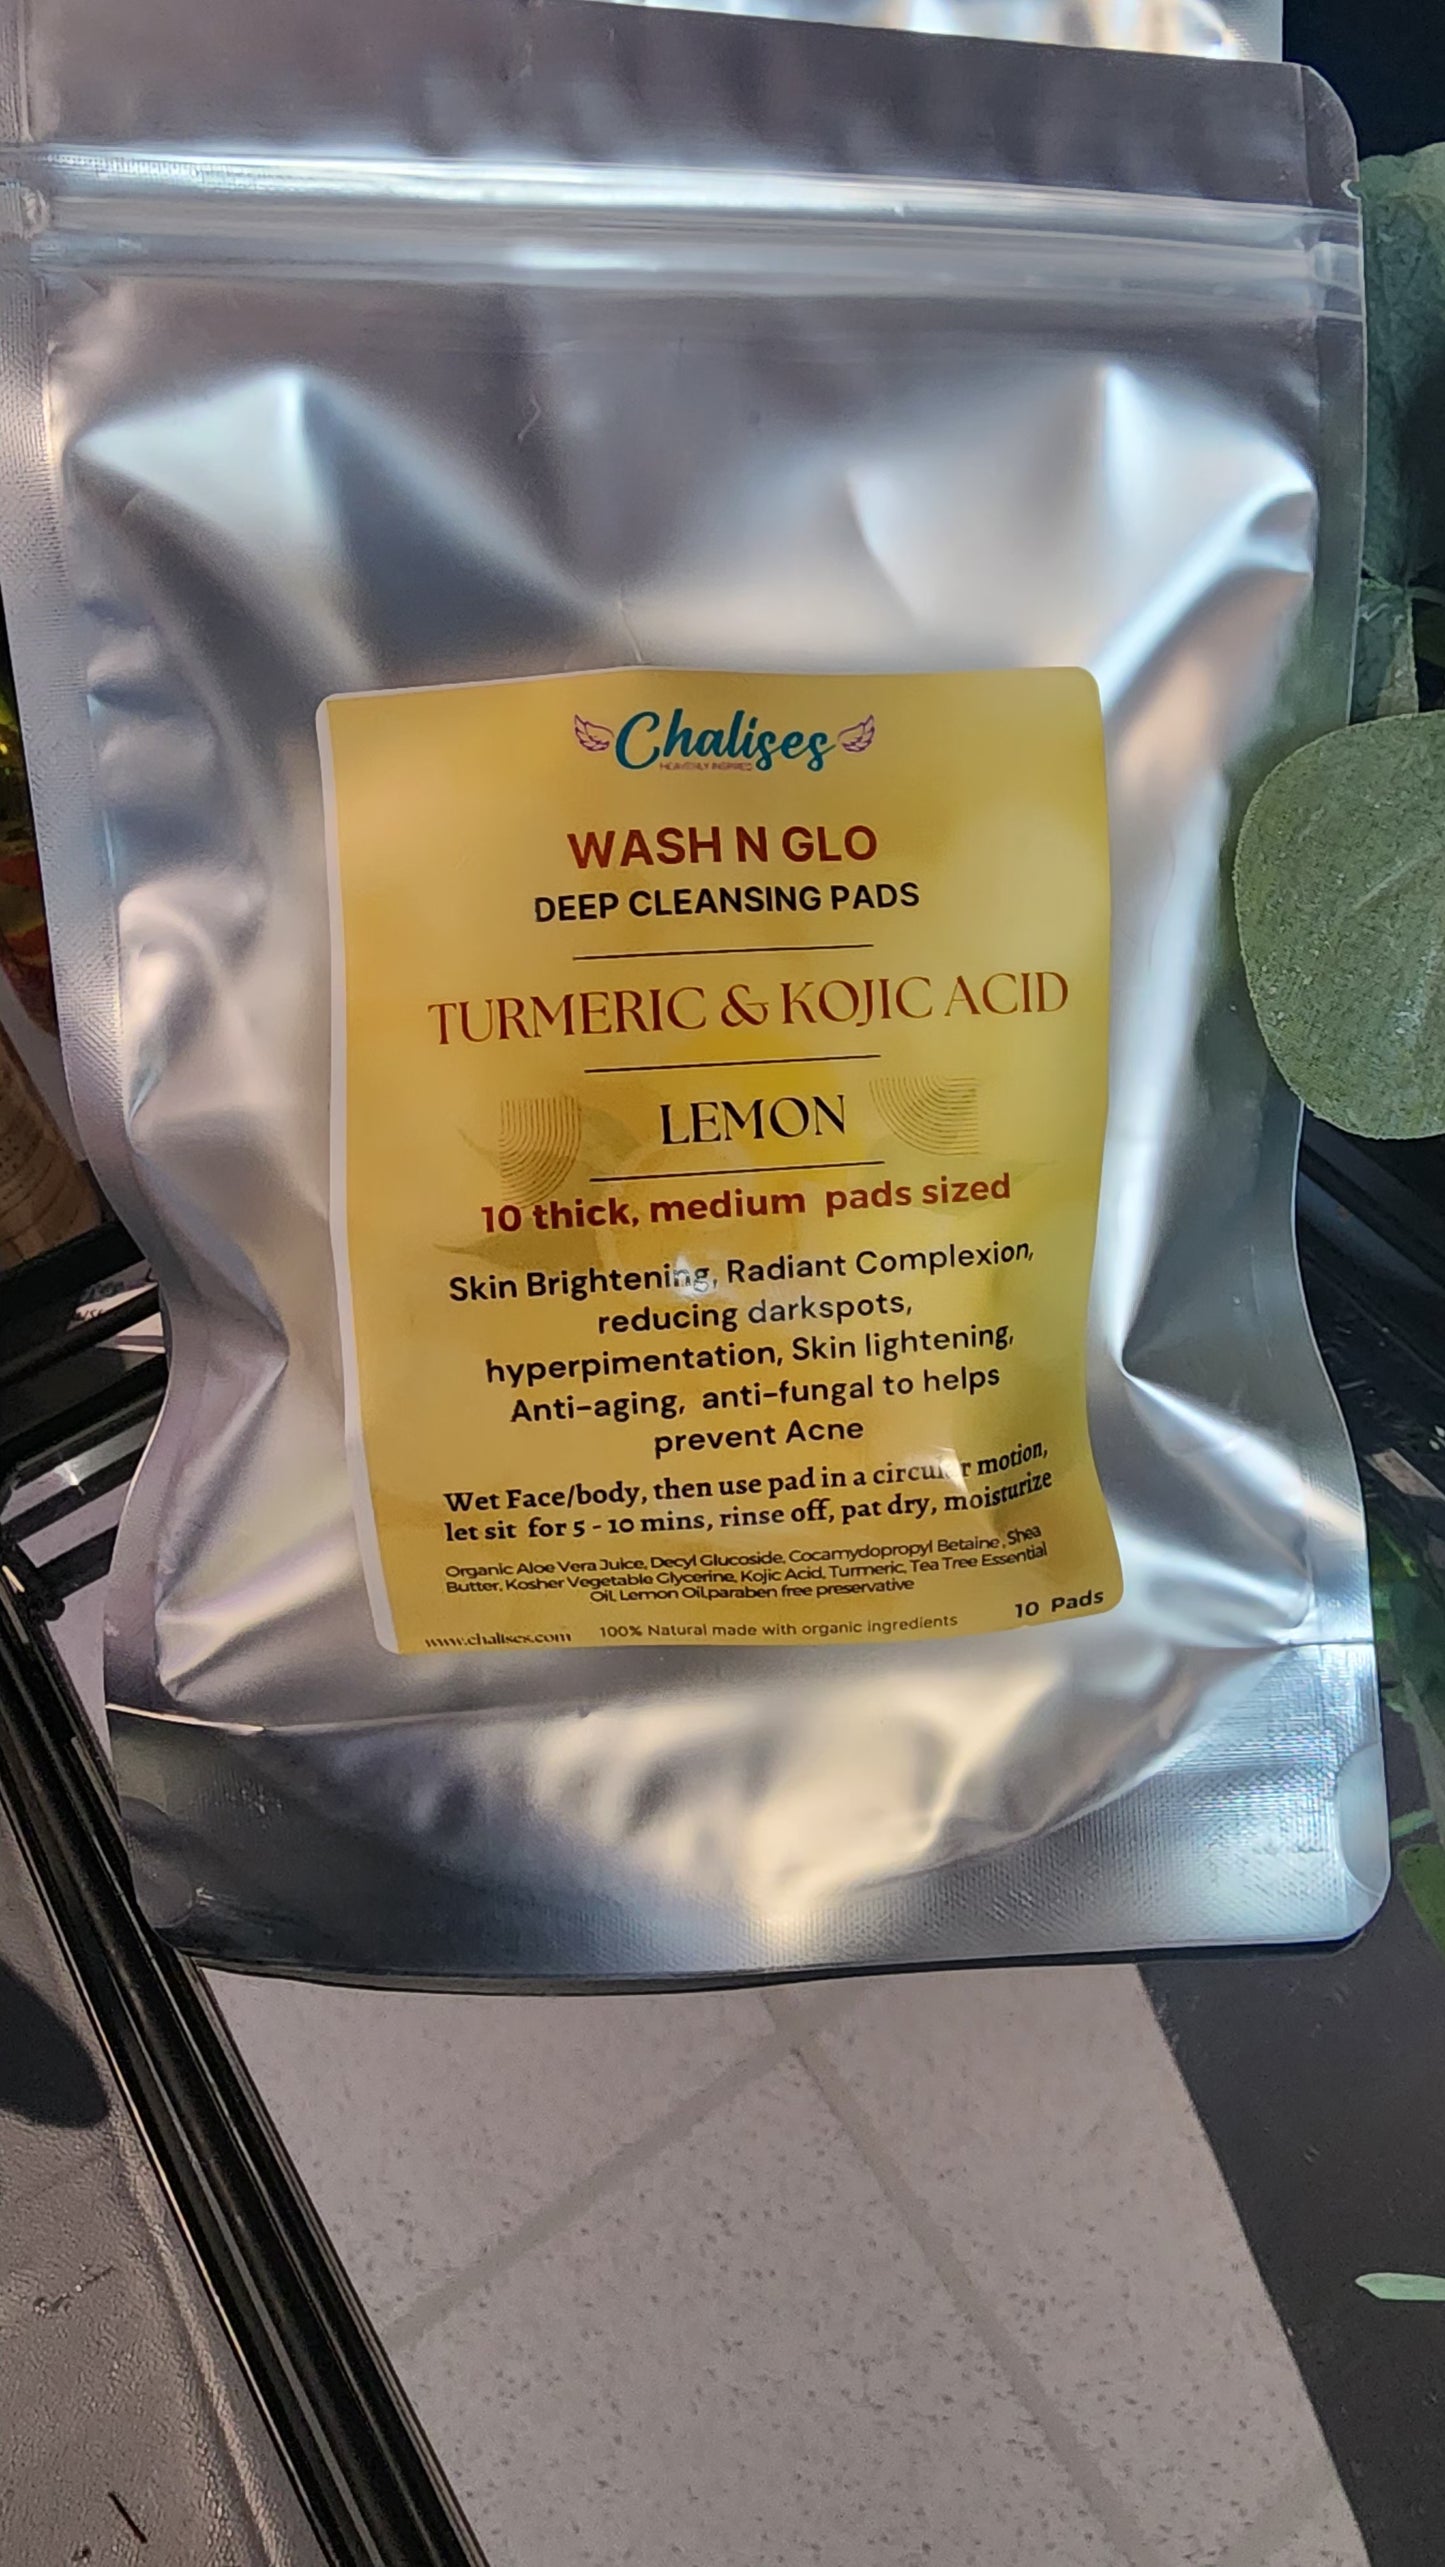 Chalises
HEAVENLY INSPIRED
WASH N GLO
DEEP CLEANSING PADS
TURMERIC & KOJIC ACID
LEMON
10 thick, medium pads sized
Skin Brightening, Radiant Complexion,
reducing darkspots,
hyperpimentation, Skin lightening,
Anti-aging, anti-fungal to helps
prevent Acne
Wet Face/body, then use pad in a circular motion,
let sit for 5 - 10 mins, rinse off, pat dry, moisturize
Organic Aloe Vera Juice, Decyl Glucoside, Cocamydopropyl Betaine, Shea
Butter, Kosher Vegetable Glycerine, Kojic Acid, Turmeric, Tea Tree Essential
Oil, Lemon Oil,paraben free preservative
www.chalises.com 100% Natural made with organic ingredients 10 Pads